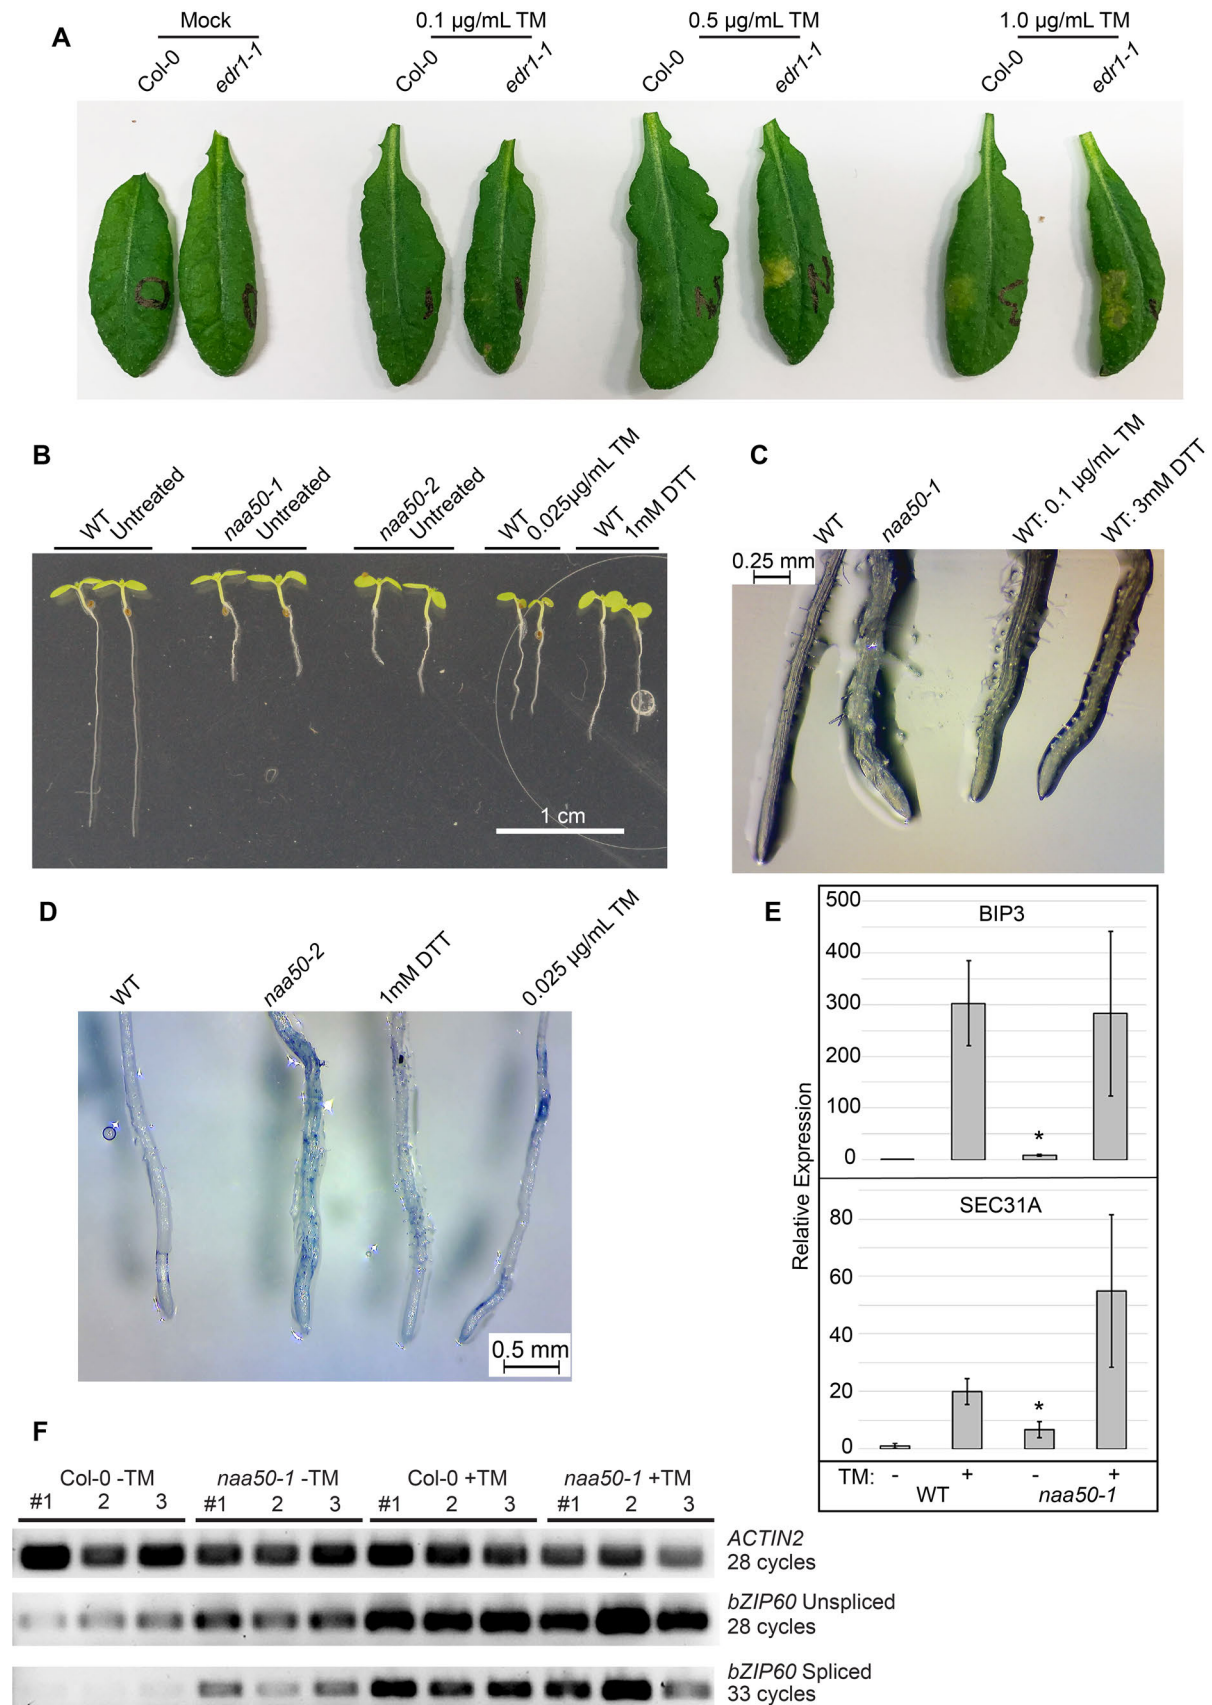 A
Mock
0.1 µg/mL TM
0.5 µg/mL TM
1.0 µg/mL TM
Col-0
edr1-1
Col-0
edr1-1
Col-0
edr1-1
Col-0
edr1-1
B
WT
Untreated
naa50-1
Untreated
naa50-2
Untreated
WT
0.025µg/mL TM
WT
1mM DTT
1 cm
C
WT
naa50-1
WT: 0.1 µg/mL TM
WT: 3mM DTT
0.25 mm
D
WT
naa50-2
1mM DTT
0.025 µg/mL TM
0.5 mm
E
Relative Expression
BIP3
500
400
300
200
100
0
*
SEC31A
80
60
40
20
0
*
TM: - + - +
WT naa50-1
F
Col-0 -TM naa50-1 -TM Col-0 +TM naa50-1 +TM
#1 2 3 #1 2 3 #1 2 3 #1 2 3
ACTIN2
28 cycles
bZIP60 Unspliced
28 cycles
bZIP60 Spliced
33 cycles